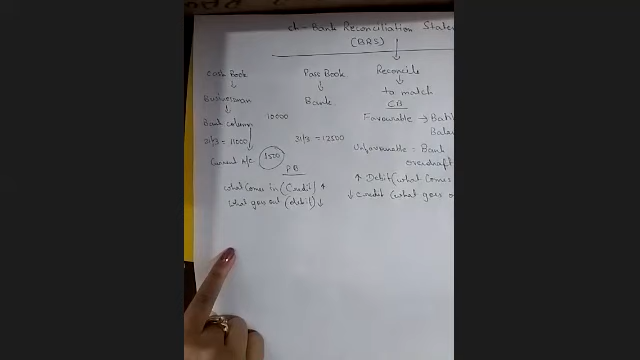 ch- Bank Reconciliation State
(BRS)
Cash Book
Businessman
Bank column
31/3 = 11000
Current A/c 1500
Pass Book
Bank
10000
31/3 = 12500
PB
what comes in (Credit) ↑
what goes out (debit) ↓
Reconcile
to match
CB
Favourable →
Bala
Unfavourable : Bank
overdraft
↑ Debit (what comes
↓ Credit (what goes o